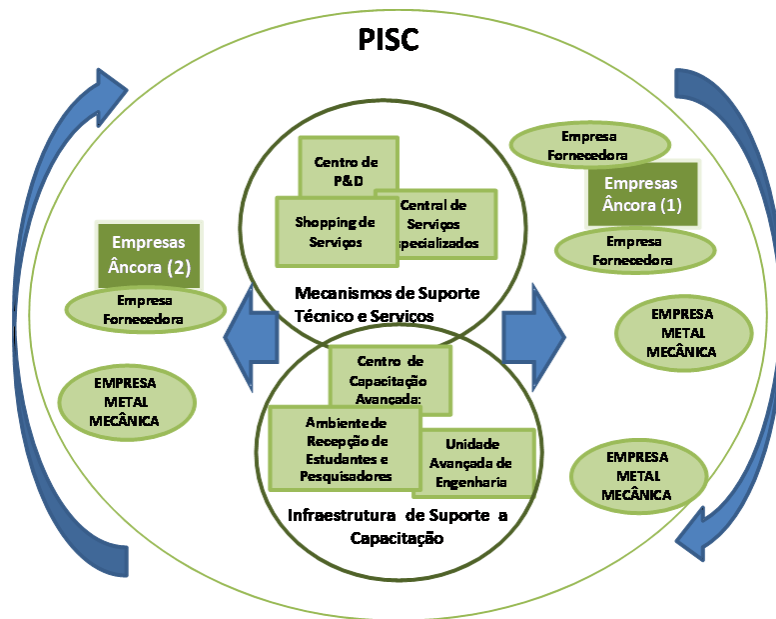 PISC
Centro de
P&D
Shopping de
Serviços
Central de
Serviços
specializados
Mecanismos de Suporte
Técnico e Serviços
Empresa
Fornecedora
Empresas
Âncora (1)
Empresa
Fornecedora
Empresas
Âncora (2)
Empresa
Fornecedora
EMPRESA
METAL
MECÂNICA
EMPRESA
METAL
MECÂNICA
Centro de
Capacitação
Avançada:
Ambiente de
Recepção de
Estudantes e
Pesquisadores
Unidade
Avançada de
Engenharia
Infraestrutura de Suporte a
Capacitação
EMPRESA
METAL
MECÂNICA